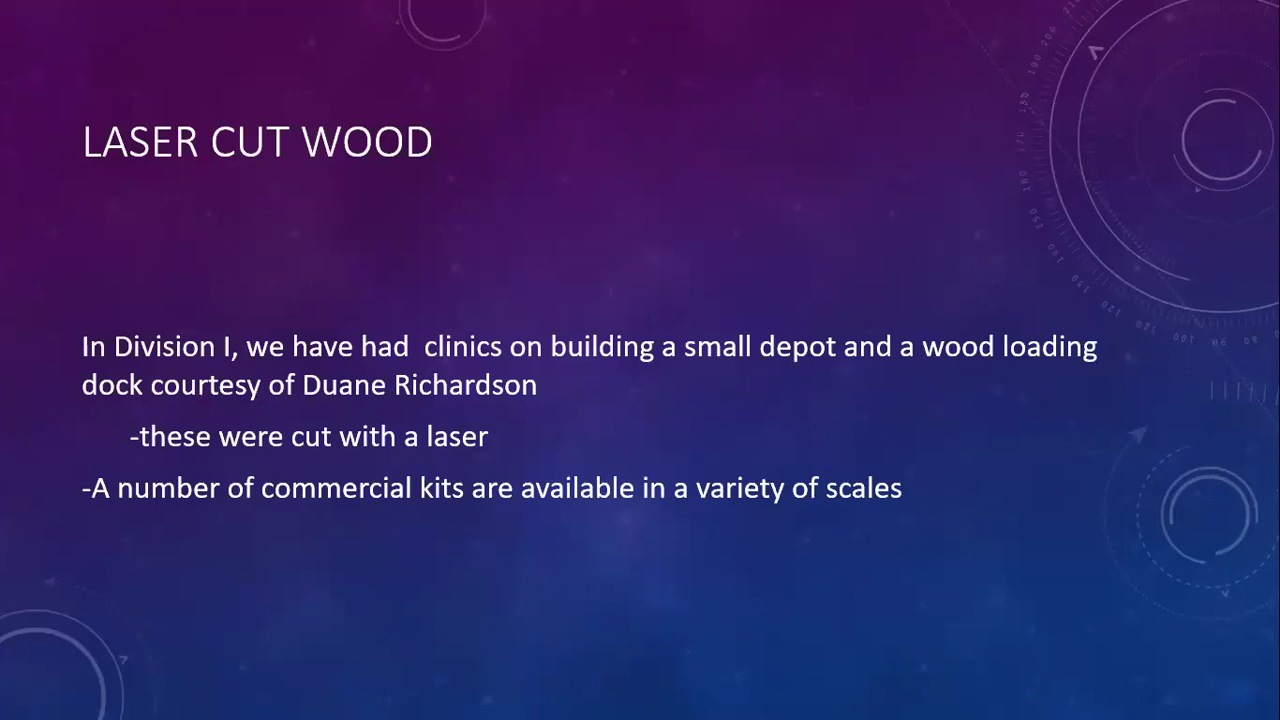 LASER CUT WOOD
In Division I, we have had  clinics on building a small depot and a wood loading
dock courtesy of Duane Richardson
-these were cut with a laser
-A number of commercial kits are available in a variety of scales